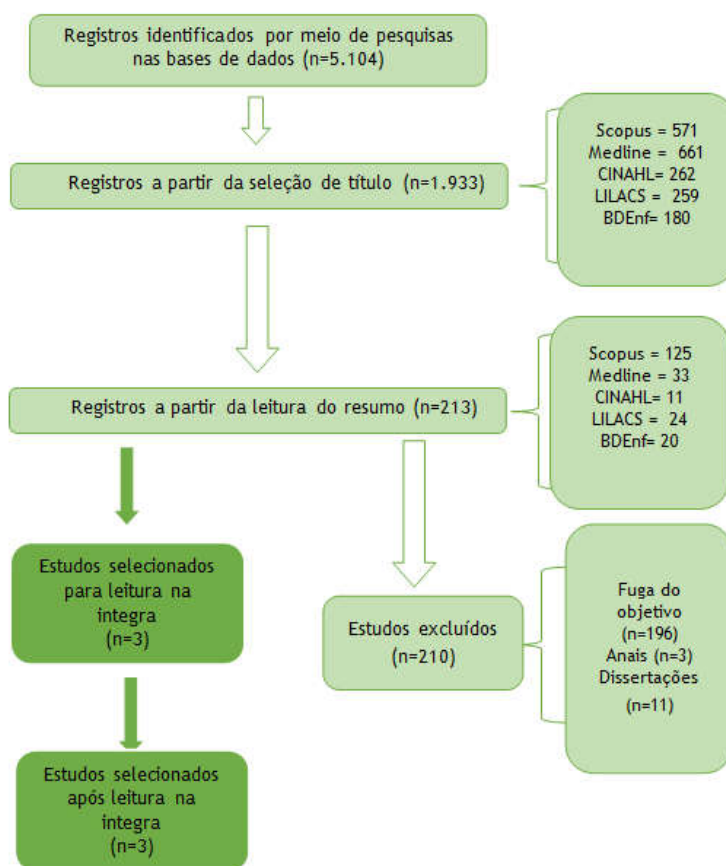 Registros identificados por meio de pesquisas
nas bases de dados (n=5.104)
Scopus = 571
Medline = 661
CINAHL= 262
LILACS = 259
BDEnf= 180
Registros a partir da seleção de título (n=1.933)
Scopus = 125
Medline = 33
CINAHL= 11
LILACS = 24
BDEnf= 20
Registros a partir da leitura do resumo (n=213)
Estudos selecionados
para leitura na
integra
(n=3)
Estudos excluídos
(n=210)
Fuga do
objetivo
(n=196)
Anais (n=3)
Dissertações
(n=11)
Estudos selecionados
após leitura na
integra
(n=3)